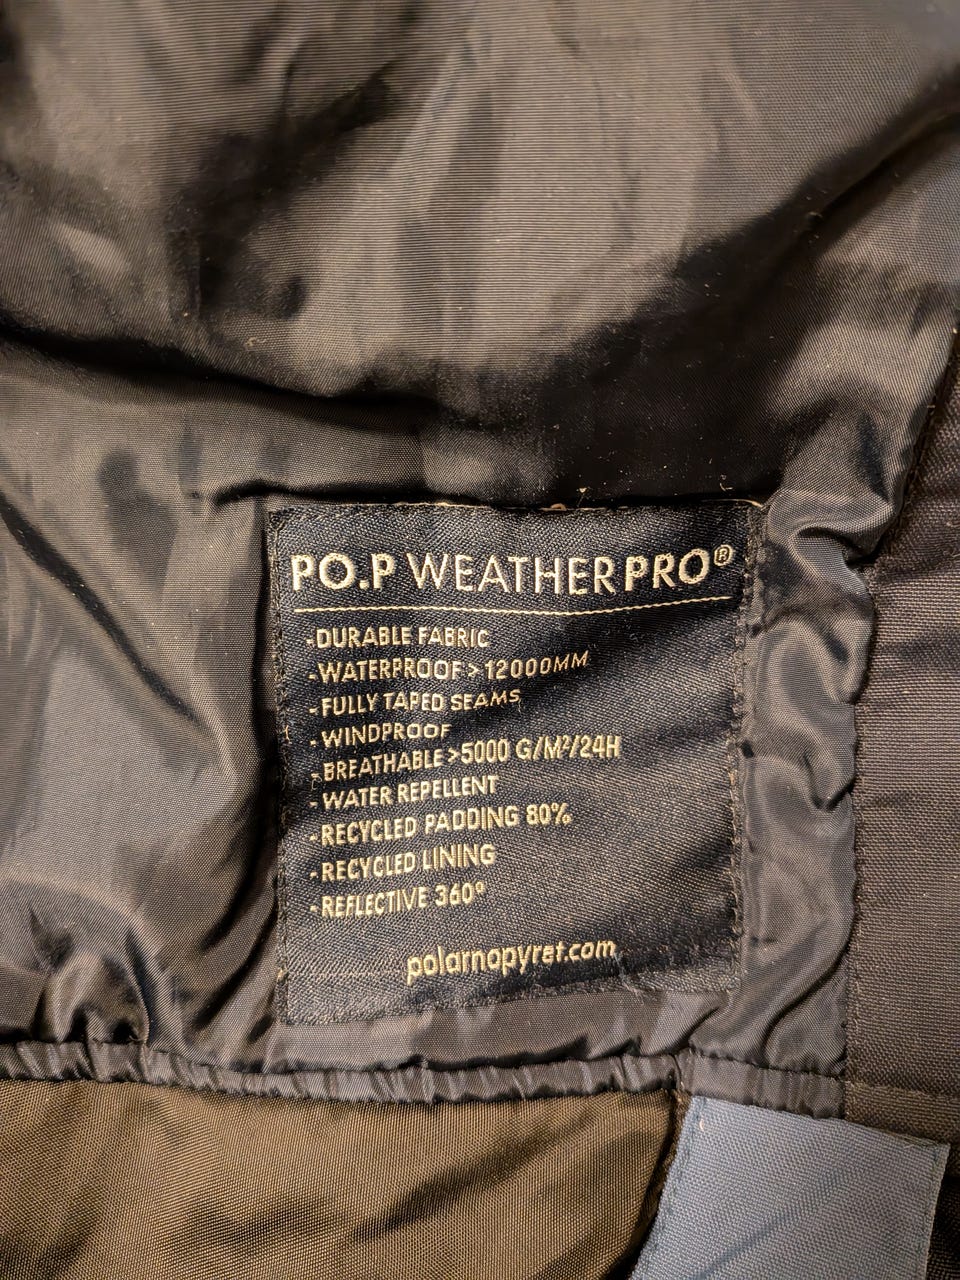 PO.P WEATHERPRO®
-DURABLE FABRIC
-WATERPROOF>12000MM
-FULLY TAPED SEAMS
-WINDPROOF
-BREATHABLE>5000 G/M²/24H
-WATER REPELLENT
-RECYCLED PADDING 80%
-RECYCLED LINING
-REFLECTIVE 360°
polarnopyret.com